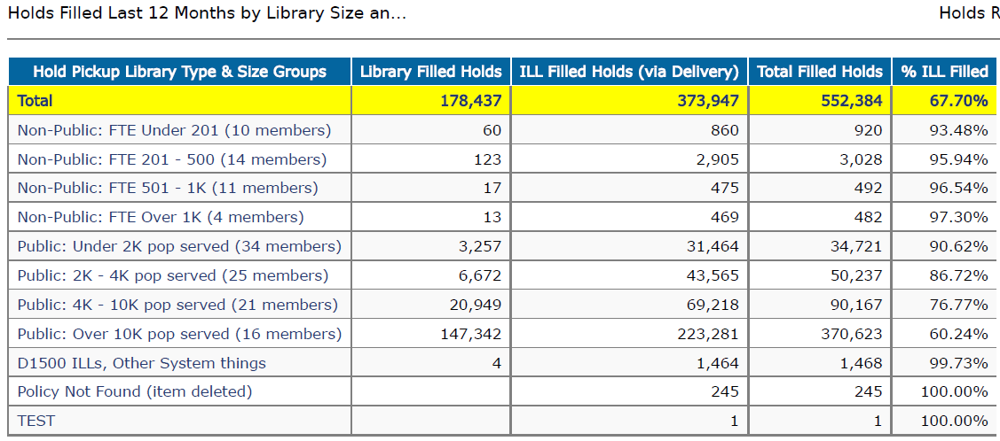 Holds Filled Last 12 Months by Library Size an... Holds R
Hold Pickup Library Type & Size Groups Library Filled Holds ILL Filled Holds (via Delivery) Total Filled Holds % ILL Filled
Total 178,437 373,947 552,384 67.70%
Non-Public: FTE Under 201 (10 members) 60 860 920 93.48%
Non-Public: FTE 201 - 500 (14 members) 123 2,905 3,028 95.94%
Non-Public: FTE 501 - 1K (11 members) 17 475 492 96.54%
Non-Public: FTE Over 1K (4 members) 13 469 482 97.30%
Public: Under 2K pop served (34 members) 3,257 31,464 34,721 90.62%
Public: 2K - 4K pop served (25 members) 6,672 43,565 50,237 86.72%
Public: 4K - 10K pop served (21 members) 20,949 69,218 90,167 76.77%
Public: Over 10K pop served (16 members) 147,342 223,281 370,623 60.24%
D1500 ILLs, Other System things 4 1,464 1,468 99.73%
Policy Not Found (item deleted) 245 245 100.00%
TEST 1 1 100.00%